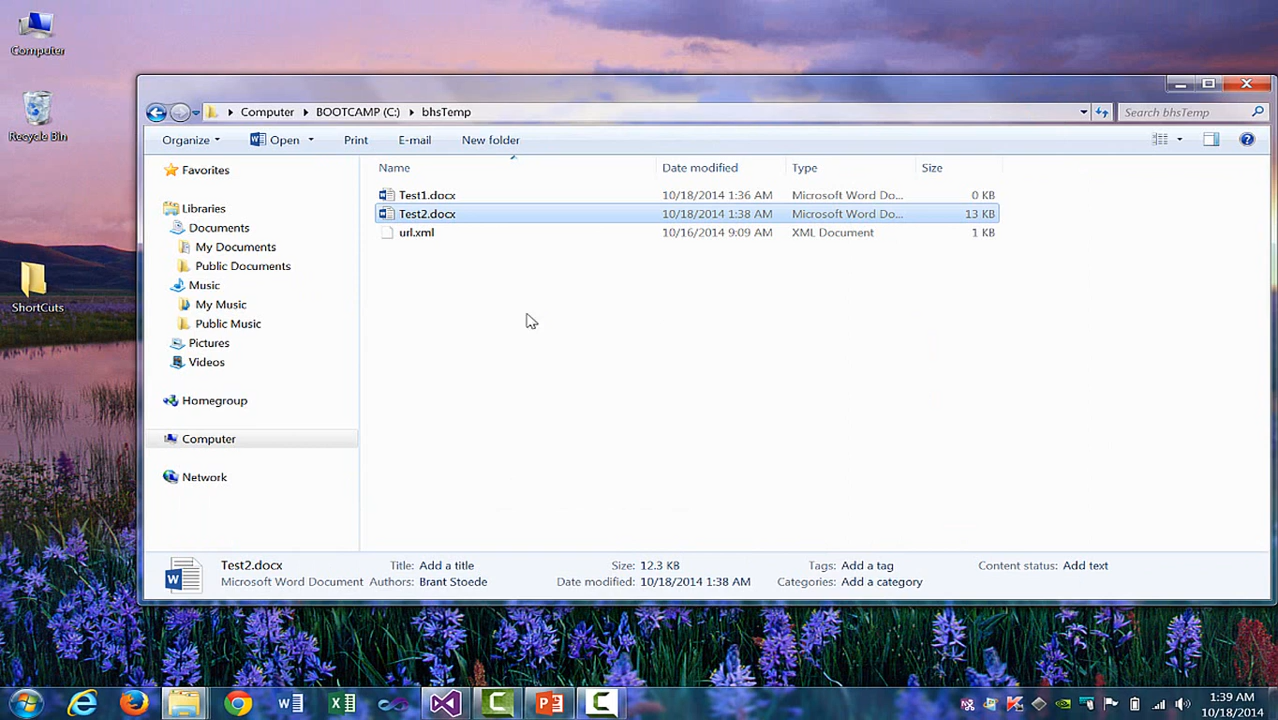 Computer
Recycle Bin
ShortCuts
Computer BOOTCAMP (C:) bhsTemp
Search bhsTemp
Organize Open Print E-mail New folder
Favorites
Libraries
Documents
My Documents
Public Documents
Music
My Music
Public Music
Pictures
Videos
Homegroup
Computer
Network
Name Date modified Type Size
Test1.docx 10/18/2014 1:36 AM Microsoft Word Do... 0 KB
Test2.docx 10/18/2014 1:38 AM Microsoft Word Do... 13 KB
url.xml 10/16/2014 9:09 AM XML Document 1 KB
Test2.docx Title: Add a title Size: 12.3 KB Tags: Add a tag Content status: Add text
Microsoft Word Document Authors: Brant Stoede Date modified: 10/18/2014 1:38 AM Categories: Add a category
1:39 AM
10/18/2014